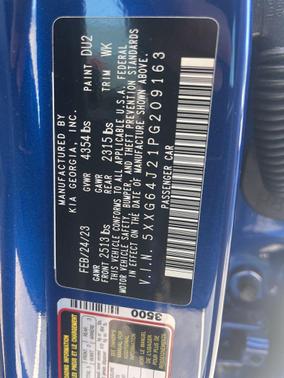 MANUFACTURED BY
KIA GEORGIA, INC.
PAINT DU2
FEB/24/23 GVWR 4354 lbs TRIM WK
GAWR GAWR
FRONT 2513 lbs REAR 2315 lbs
THIS VEHICLE CONFORMS TO ALL APPLICABLE U.S.A. FEDERAL
MOTOR VEHICLE SAFETY, BUMPER, AND THEFT PREVENTION STANDARDS
IN EFFECT ON THE DATE OF MANUFACTURE SHOWN ABOVE.
V.I.N. 5XXG64J21PG209163
PASSENGER CAR
3500